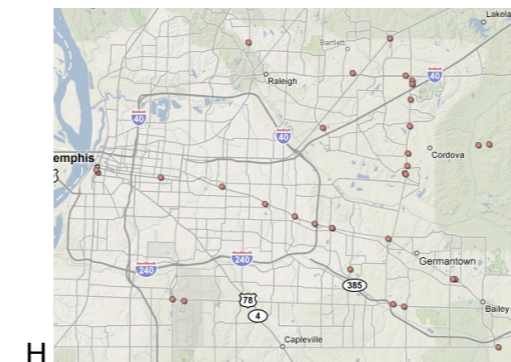 Lakela
Bartlett
40
Raleigh
40
40
emphis
Cordova
Germantown
240
240
385
78
4
Bailey
Capleville
H